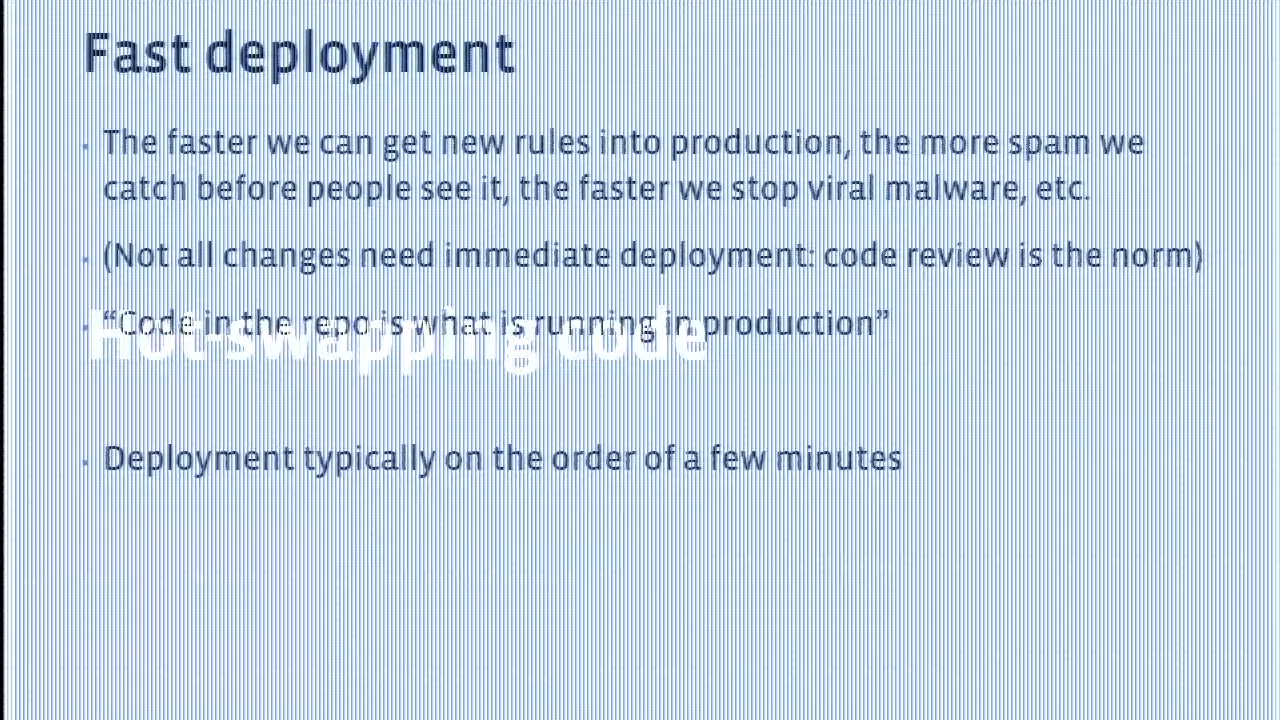 Fast deployment
The faster we can get new rules into production, the more spam we
catch before people see it, the faster we stop viral malware, etc.
(Not all changes need immediate deployment: code review is the norm)
“Code in the repo is what is running in production”
Hot-swapping code
Deployment typically on the order of a few minutes